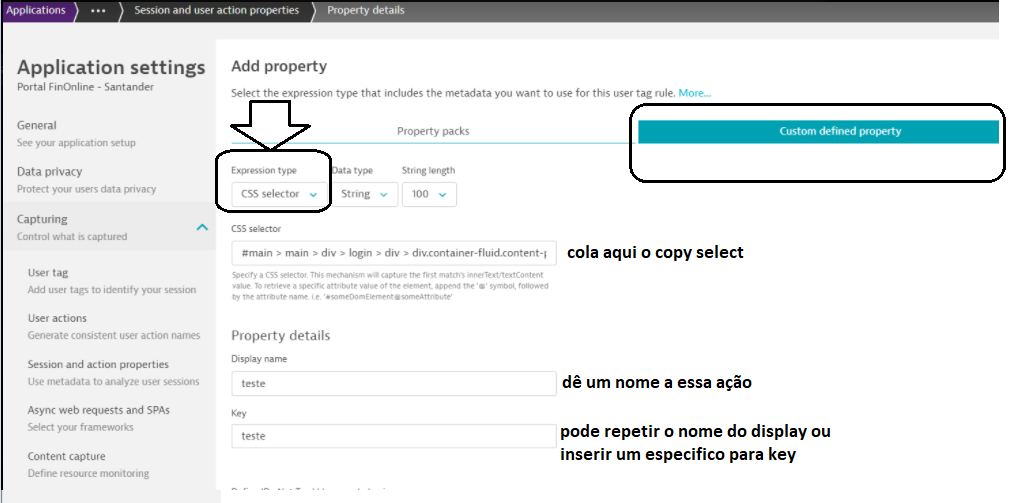 Applications
Session and user action properties
Property details
Application settings
Portal FinOnline - Santander
General
See your application setup
Data privacy
Protect your users data privacy
Capturing
Control what is captured
User tag
Add user tags to identify your session
User actions
Generate consistent user action names
Session and action properties
Use metadata to analyze user sessions
Async web requests and SPAs
Select your frameworks
Content capture
Define resource monitoring
Add property
Select the expression type that includes the metadata you want to use for this user tag rule. More...
Property packs
Custom defined property
Expression type
Data type
String length
CSS selector
String
100
CSS selector
#main > main > div > login > div > div.container-fluid.content-
cola aqui o copy select
Specify a CSS selector. This mechanism will capture the first match's innerText/textContent
value. To retrieve a specific attribute value of the element, append the '@' symbol, followed
by the attribute name. i.e. '#someDomElement@someAttribute'
Property details
Display name
teste
dê um nome a essa ação
Key
teste
pode repetir o nome do display ou
inserir um especifico para key